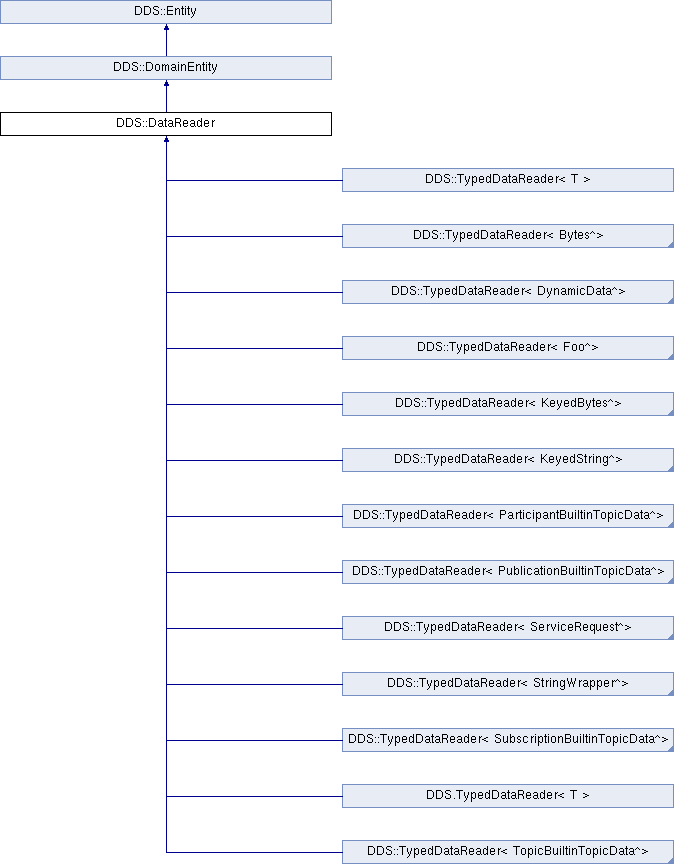 DDS::Entity
DDS::DomainEntity
DDS::DataReader
DDS::TypedDataReader< T >
DDS::TypedDataReader< Bytes^>
DDS::TypedDataReader< DynamicData^>
DDS::TypedDataReader< Foo^>
DDS::TypedDataReader< KeyedBytes^>
DDS::TypedDataReader< KeyedString^>
DDS::TypedDataReader< ParticipantBuiltinTopicData^>
DDS::TypedDataReader< PublicationBuiltinTopicData^>
DDS::TypedDataReader< ServiceRequest^>
DDS::TypedDataReader< StringWrapper^>
DDS::TypedDataReader< SubscriptionBuiltinTopicData^>
DDS.TypedDataReader< T >
DDS::TypedDataReader< TopicBuiltinTopicData^>